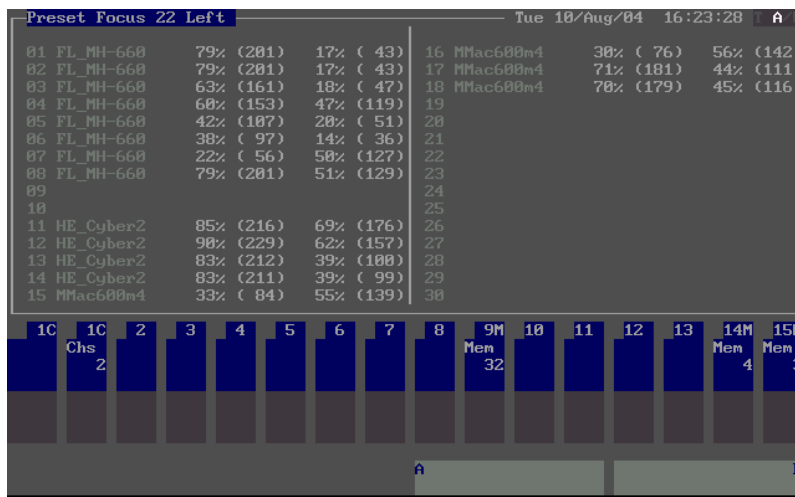 Preset Focus 22 Left Tue 10/Aug/04 16:23:28 T A/
01 FL_MH-660 79% (201) 17% ( 43) 16 MMac600m4 30% ( 76) 56% (142
02 FL_MH-660 79% (201) 17% ( 43) 17 MMac600m4 71% (181) 44% (111
03 FL_MH-660 63% (161) 18% ( 47) 18 MMac600m4 70% (179) 45% (116
04 FL_MH-660 60% (153) 47% (119) 19
05 FL_MH-660 42% (107) 20% ( 51) 20
06 FL_MH-660 38% ( 97) 14% ( 36) 21
07 FL_MH-660 22% ( 56) 50% (127) 22
08 FL_MH-660 79% (201) 51% (129) 23
09 24
10 25
11 HE_Cyber2 85% (216) 69% (176) 26
12 HE_Cyber2 90% (229) 62% (157) 27
13 HE_Cyber2 83% (212) 39% (100) 28
14 HE_Cyber2 83% (211) 39% ( 99) 29
15 MMac600m4 33% ( 84) 55% (139) 30
1C 1C 2 3 4 5 6 7 8 9M 10 11 12 13 14M 15
Chs Mem Mem Mem
2 32 4
A